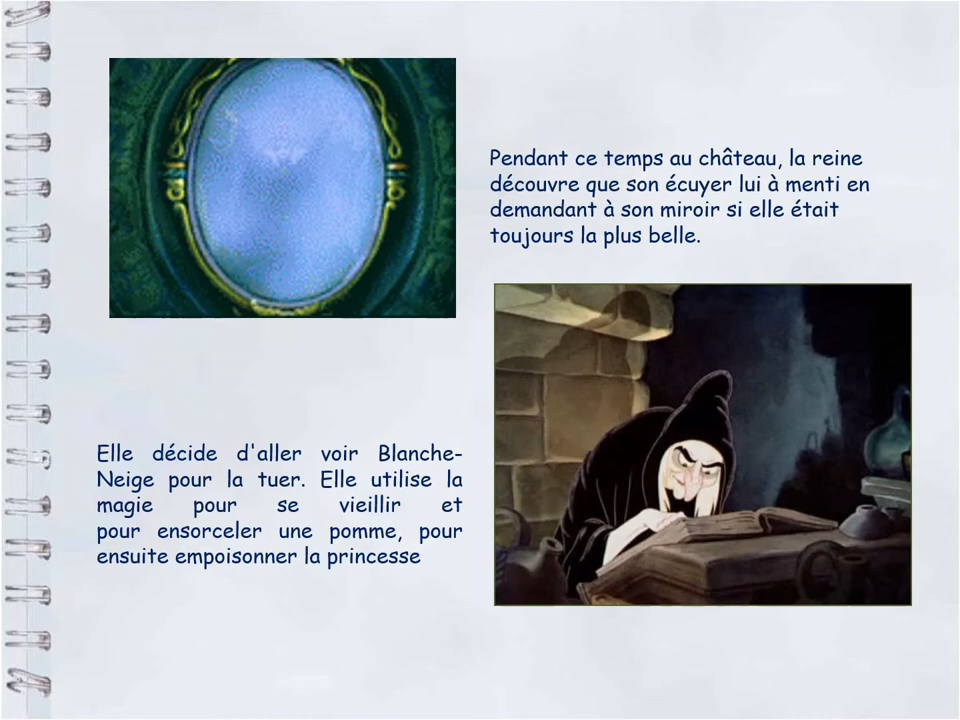 Pendant ce temps au château, la reine
découvre que son écuyer lui à menti en
demandant à son miroir si elle était
toujours la plus belle.
Elle décide d'aller voir Blanche-
Neige pour la tuer. Elle utilise la
magie pour se vieillir et
pour ensorceler une pomme, pour
ensuite empoisonner la princesse